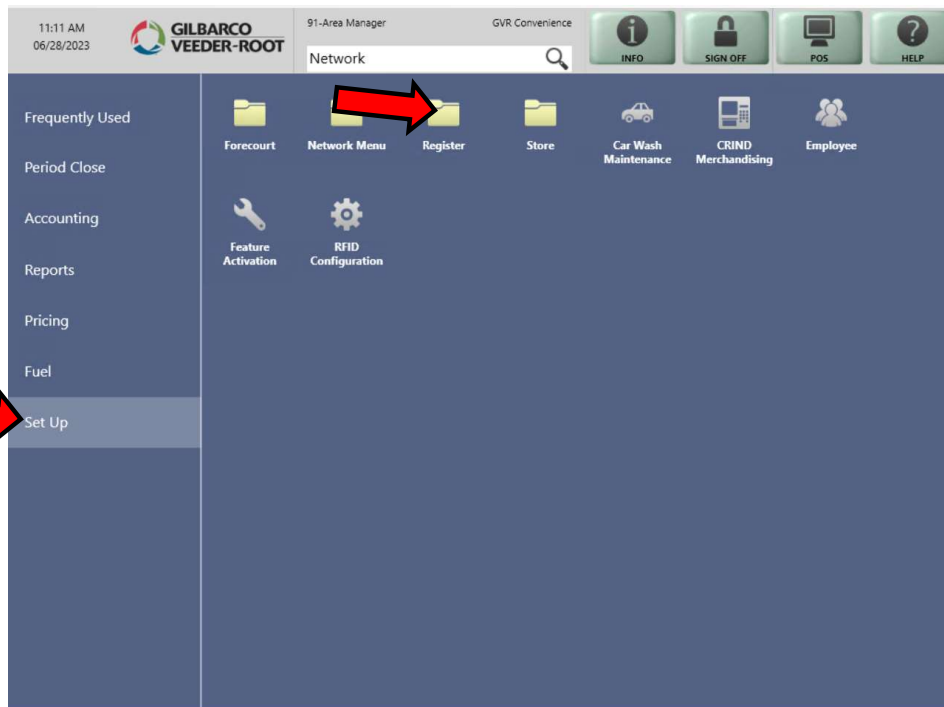 11:11 AM
06/28/2023
GILBARCO
VEEDER-ROOT
91-Area Manager
GVR Convenience
Network
INFO
SIGN OFF
POS
HELP
Frequently Used
Period Close
Accounting
Reports
Pricing
Fuel
Set Up
Forecourt
Network Menu
Register
Store
Car Wash
Maintenance
CRIND
Merchandising
Employee
Feature
Activation
RFID
Configuration